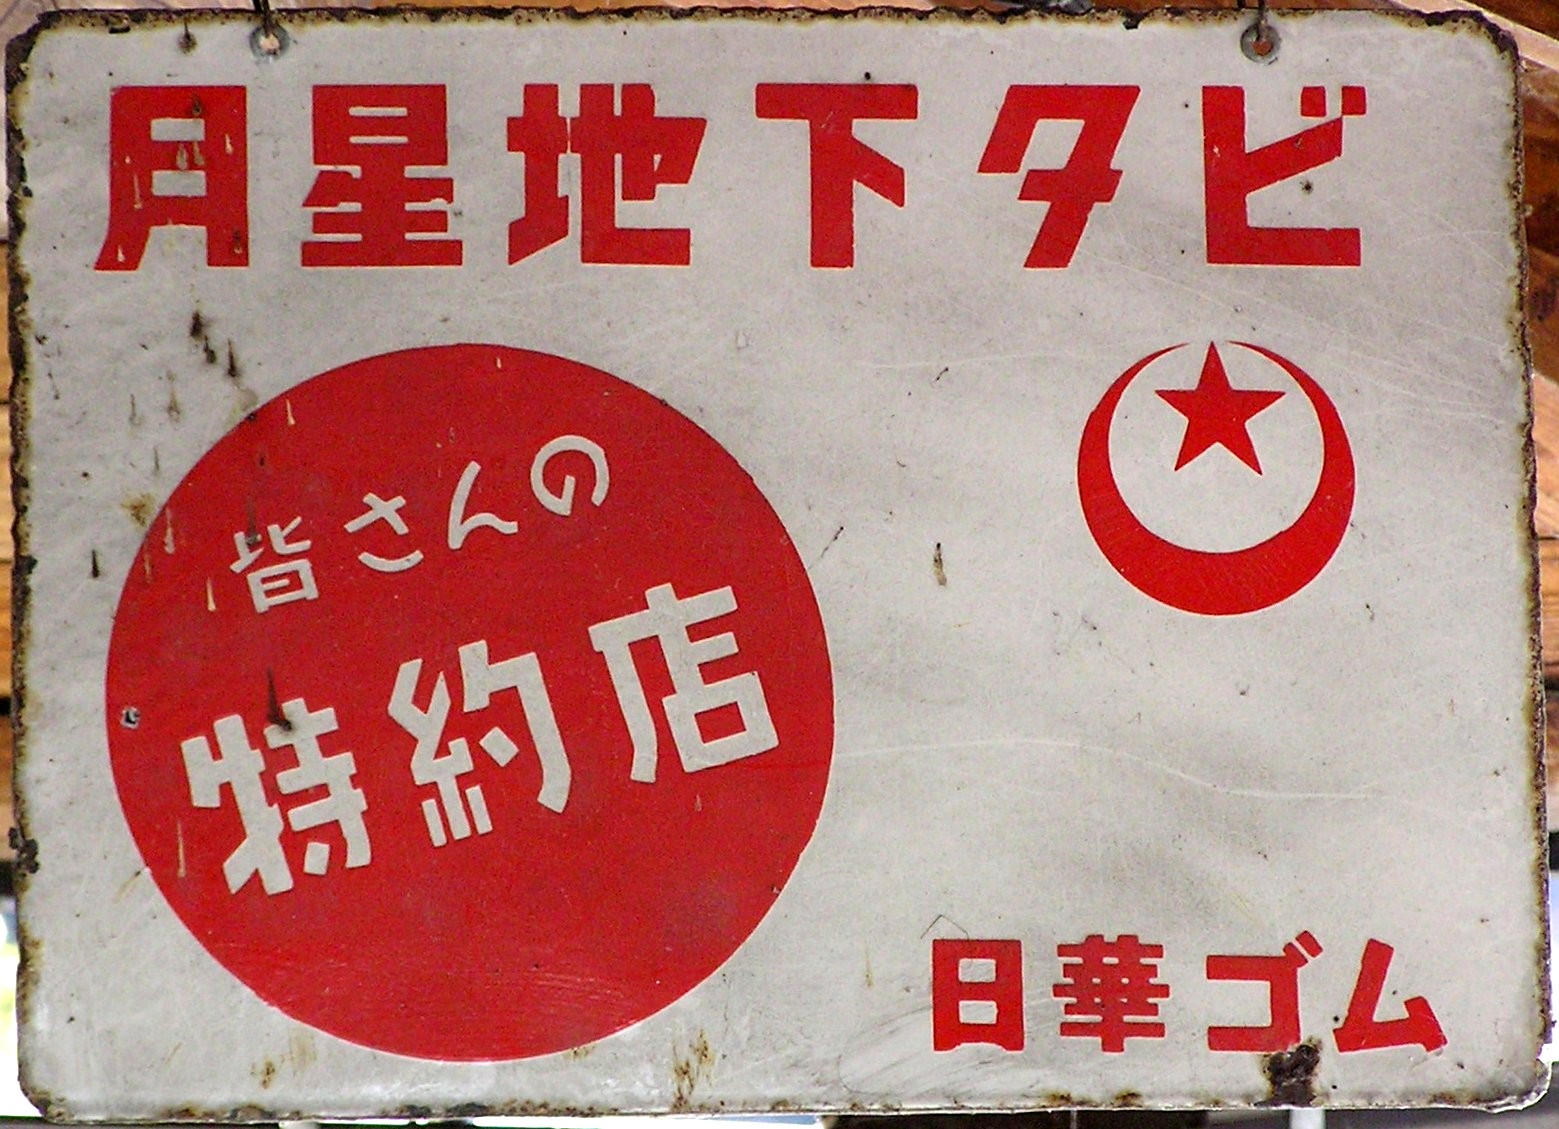 月星地下タビ
皆さんの
特約店
日華ゴム